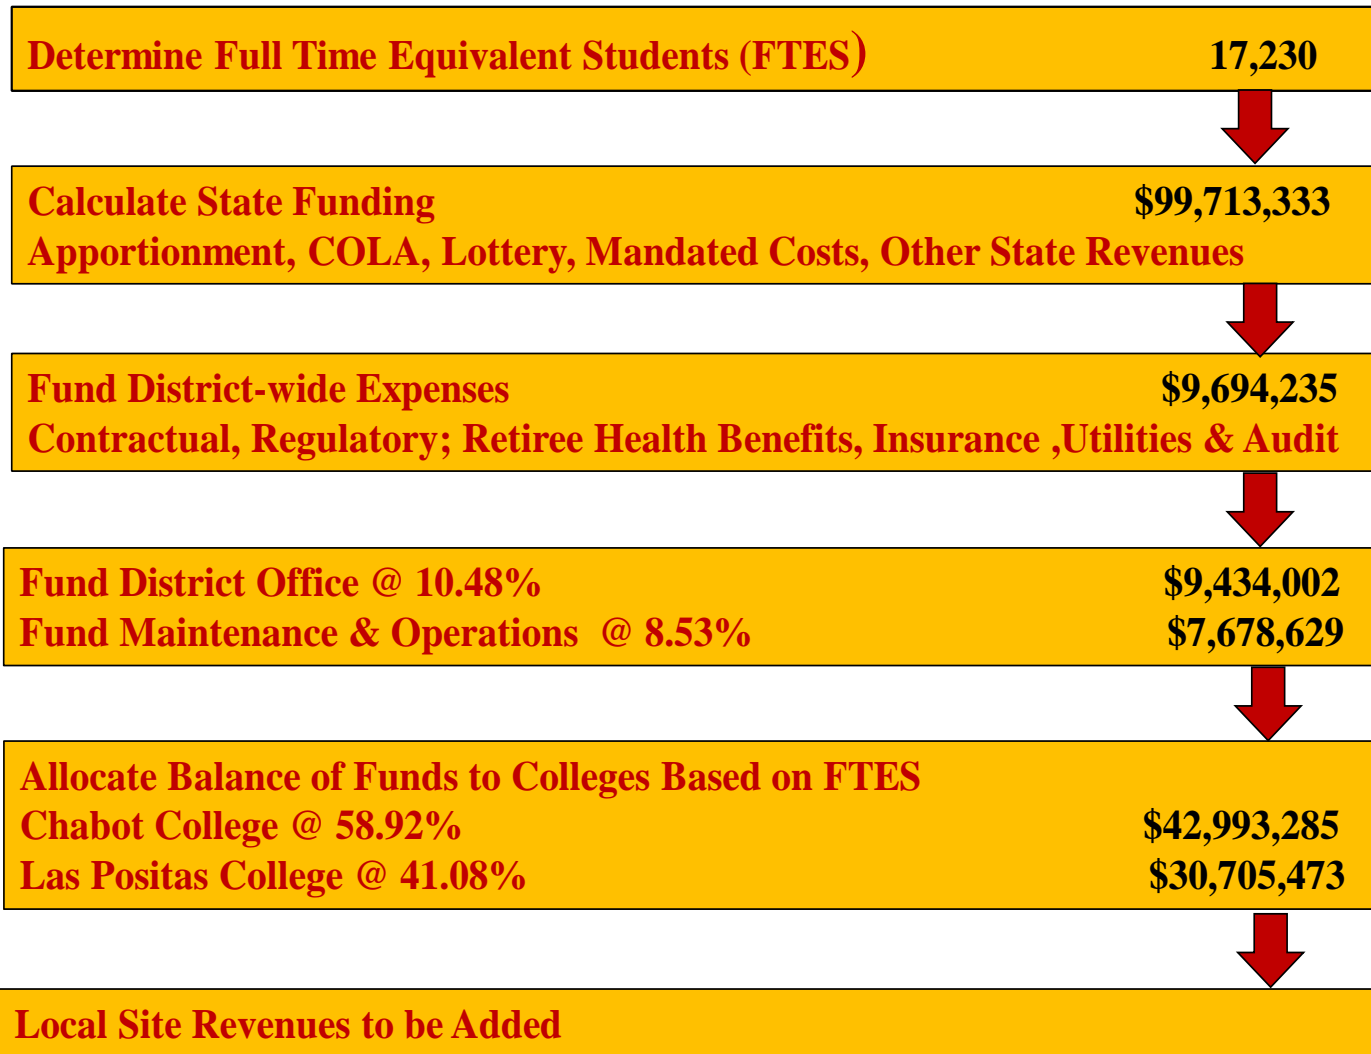 Determine Full Time Equivalent Students (FTES) 17,230
Calculate State Funding $99,713,333
Apportionment, COLA, Lottery, Mandated Costs, Other State Revenues
Fund District-wide Expenses $9,694,235
Contractual, Regulatory; Retiree Health Benefits, Insurance ,Utilities & Audit
Fund District Office @ 10.48% $9,434,002
Fund Maintenance & Operations @ 8.53% $7,678,629
Allocate Balance of Funds to Colleges Based on FTES
Chabot College @ 58.92% $42,993,285
Las Positas College @ 41.08% $30,705,473
Local Site Revenues to be Added